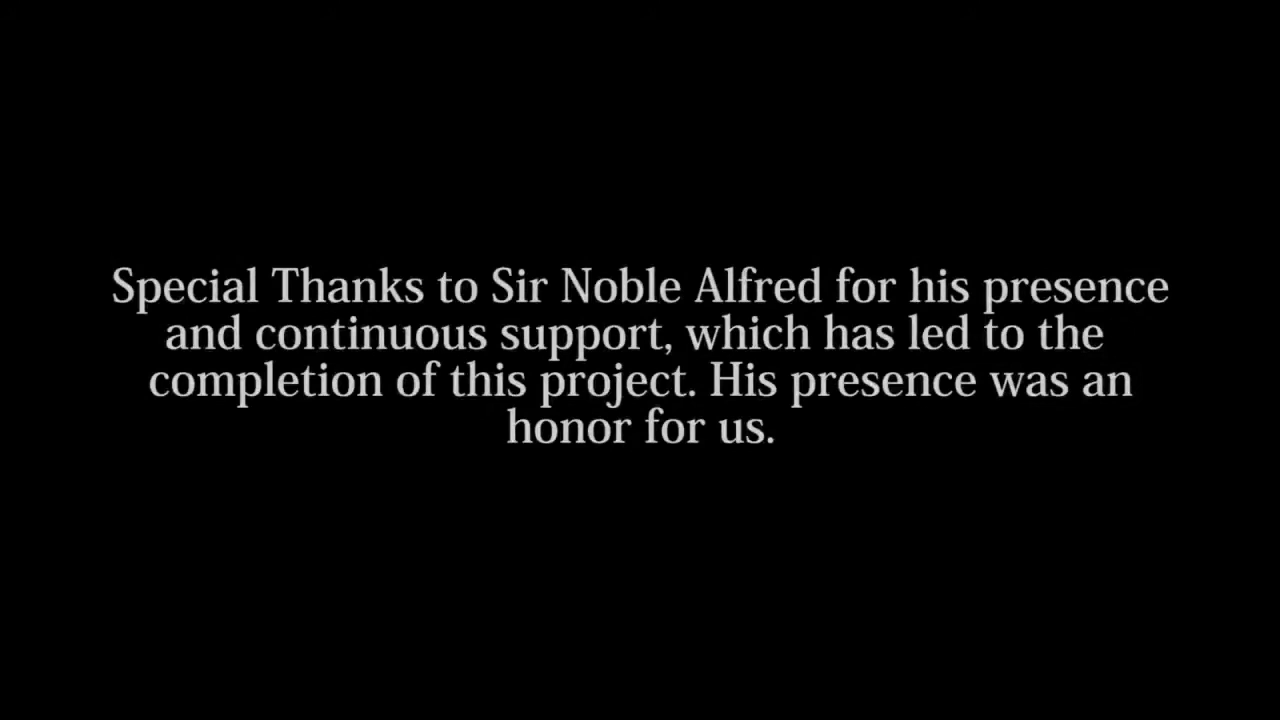 Special Thanks to Sir Noble Alfred for his presence
and continuous support, which has led to the
completion of this project. His presence was an
honor for us.